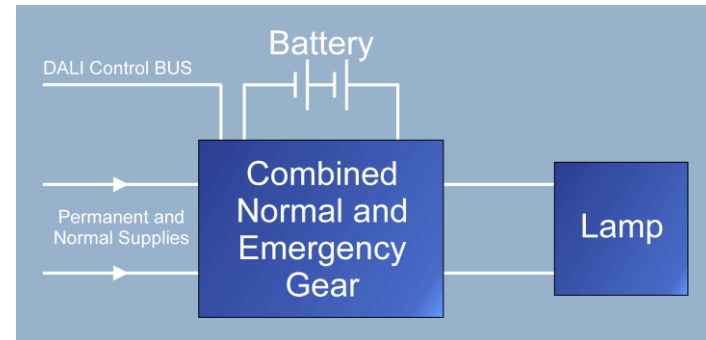 Battery
DALI Control BUS
Combined
Normal and
Emergency
Gear
Permanent and
Normal Supplies
Lamp